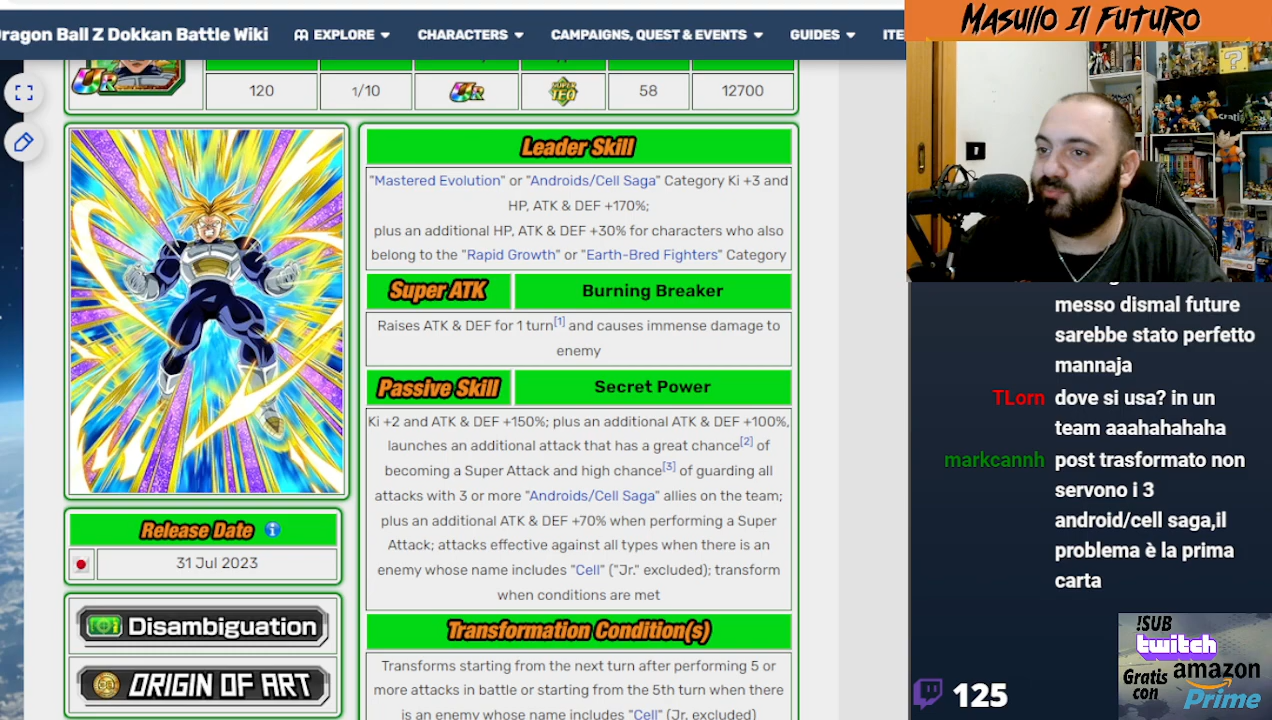 Dragon Ball Z Dokkan Battle Wiki
EXPLORE
CHARACTERS
CAMPAIGNS, QUEST & EVENTS
GUIDES
ITE
UR
120
1/10
UR
SUPER TEQ
58
12700
Leader Skill
"Mastered Evolution" or "Androids/Cell Saga" Category Ki +3 and
HP, ATK & DEF +170%;
plus an additional HP, ATK & DEF +30% for characters who also
belong to the "Rapid Growth" or "Earth-Bred Fighters" Category
Super ATK
Burning Breaker
Raises ATK & DEF for 1 turn[1] and causes immense damage to
enemy
Passive Skill
Secret Power
Ki +2 and ATK & DEF +150%; plus an additional ATK & DEF +100%,
launches an additional attack that has a great chance[2] of
becoming a Super Attack and high chance[3] of guarding all
attacks with 3 or more "Androids/Cell Saga" allies on the team;
plus an additional ATK & DEF +70% when performing a Super
Attack; attacks effective against all types when there is an
enemy whose name includes "Cell" ("Jr." excluded); transform
when conditions are met
Transformation Condition(s)
Transforms starting from the next turn after performing 5 or
more attacks in battle or starting from the 5th turn when there
is an enemy whose name includes "Cell" (Jr. excluded)
Release Date
31 Jul 2023
Disambiguation
ORIGIN OF ART
Masullo Il Futuro
messo dismal future
sarebbe stato perfetto
mannaja
TLorn dove si usa? in un
team aaahahahaha
markcannh post trasformato non
servono i 3
android/cell saga,il
problema è la prima
carta
!SUB
twitch
Gratis
con
amazon
Prime
125